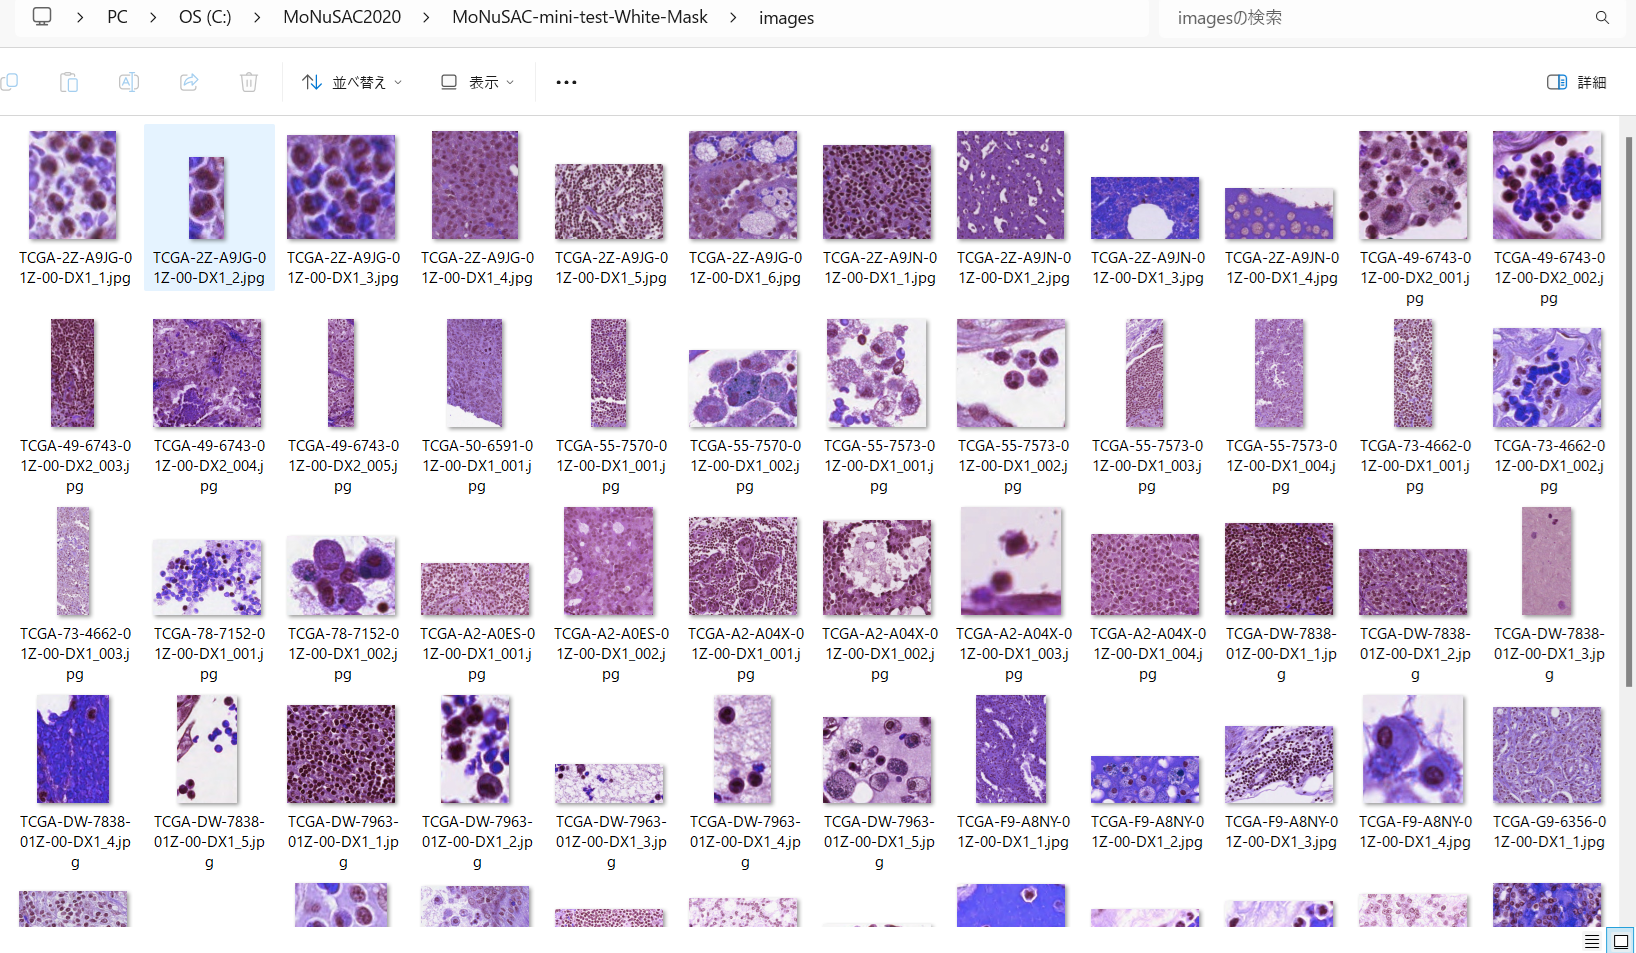 PC > OS (C:) > MoNuSAC2020 > MoNuSAC-mini-test-White-Mask > images
imagesの検索
並べ替え 表示 ••• 詳細
TCGA-2Z-A9JG-01Z-00-DX1_1.jpg
TCGA-2Z-A9JG-01Z-00-DX1_2.jpg
TCGA-2Z-A9JG-01Z-00-DX1_3.jpg
TCGA-2Z-A9JG-01Z-00-DX1_4.jpg
TCGA-2Z-A9JG-01Z-00-DX1_5.jpg
TCGA-2Z-A9JG-01Z-00-DX1_6.jpg
TCGA-2Z-A9JN-01Z-00-DX1_1.jpg
TCGA-2Z-A9JN-01Z-00-DX1_2.jpg
TCGA-2Z-A9JN-01Z-00-DX1_3.jpg
TCGA-2Z-A9JN-01Z-00-DX1_4.jpg
TCGA-49-6743-01Z-00-DX2_001.jpg
TCGA-49-6743-01Z-00-DX2_002.jpg
TCGA-49-6743-01Z-00-DX2_003.jpg
TCGA-49-6743-01Z-00-DX2_004.jpg
TCGA-49-6743-01Z-00-DX2_005.jpg
TCGA-50-6591-01Z-00-DX1_001.jpg
TCGA-55-7570-01Z-00-DX1_001.jpg
TCGA-55-7570-01Z-00-DX1_002.jpg
TCGA-55-7573-01Z-00-DX1_001.jpg
TCGA-55-7573-01Z-00-DX1_002.jpg
TCGA-55-7573-01Z-00-DX1_003.jpg
TCGA-55-7573-01Z-00-DX1_004.jpg
TCGA-73-4662-01Z-00-DX1_001.jpg
TCGA-73-4662-01Z-00-DX1_002.jpg
TCGA-73-4662-01Z-00-DX1_003.jpg
TCGA-78-7152-01Z-00-DX1_001.jpg
TCGA-78-7152-01Z-00-DX1_002.jpg
TCGA-A2-A0ES-01Z-00-DX1_001.jpg
TCGA-A2-A0ES-01Z-00-DX1_002.jpg
TCGA-A2-A04X-01Z-00-DX1_001.jpg
TCGA-A2-A04X-01Z-00-DX1_002.jpg
TCGA-A2-A04X-01Z-00-DX1_003.jpg
TCGA-A2-A04X-01Z-00-DX1_004.jpg
TCGA-DW-7838-01Z-00-DX1_1.jpg
TCGA-DW-7838-01Z-00-DX1_2.jpg
TCGA-DW-7838-01Z-00-DX1_3.jpg
TCGA-DW-7838-01Z-00-DX1_4.jpg
TCGA-DW-7838-01Z-00-DX1_5.jpg
TCGA-DW-7963-01Z-00-DX1_1.jpg
TCGA-DW-7963-01Z-00-DX1_2.jpg
TCGA-DW-7963-01Z-00-DX1_3.jpg
TCGA-DW-7963-01Z-00-DX1_4.jpg
TCGA-DW-7963-01Z-00-DX1_5.jpg
TCGA-F9-A8NY-01Z-00-DX1_1.jpg
TCGA-F9-A8NY-01Z-00-DX1_2.jpg
TCGA-F9-A8NY-01Z-00-DX1_3.jpg
TCGA-F9-A8NY-01Z-00-DX1_4.jpg
TCGA-G9-6356-01Z-00-DX1_1.jpg